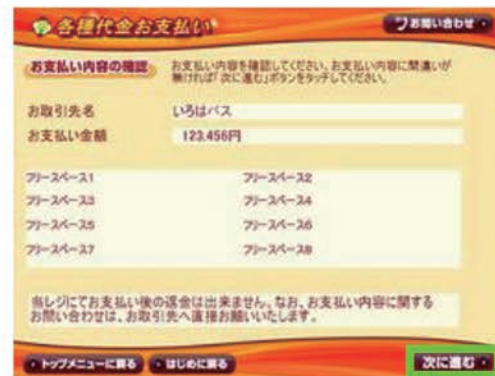 各種代金お支払い
お問い合わせ
お支払い内容の確認
お支払い内容を確認してください。お支払い内容に間違いが
無ければ「次に進む」ボタンをタッチしてください。
お取引先名 いろはバス
お支払い金額 123,456円
フリースペース1 フリースペース2
フリースペース3 フリースペース4
フリースペース5 フリースペース6
フリースペース7 フリースペース8
当レジにてお支払い後の返金は出来ません。なお、お支払い内容に関する
お問い合わせは、お取引先へ直接お願いいたします。
トップメニューに戻る はじめに戻る 次に進む